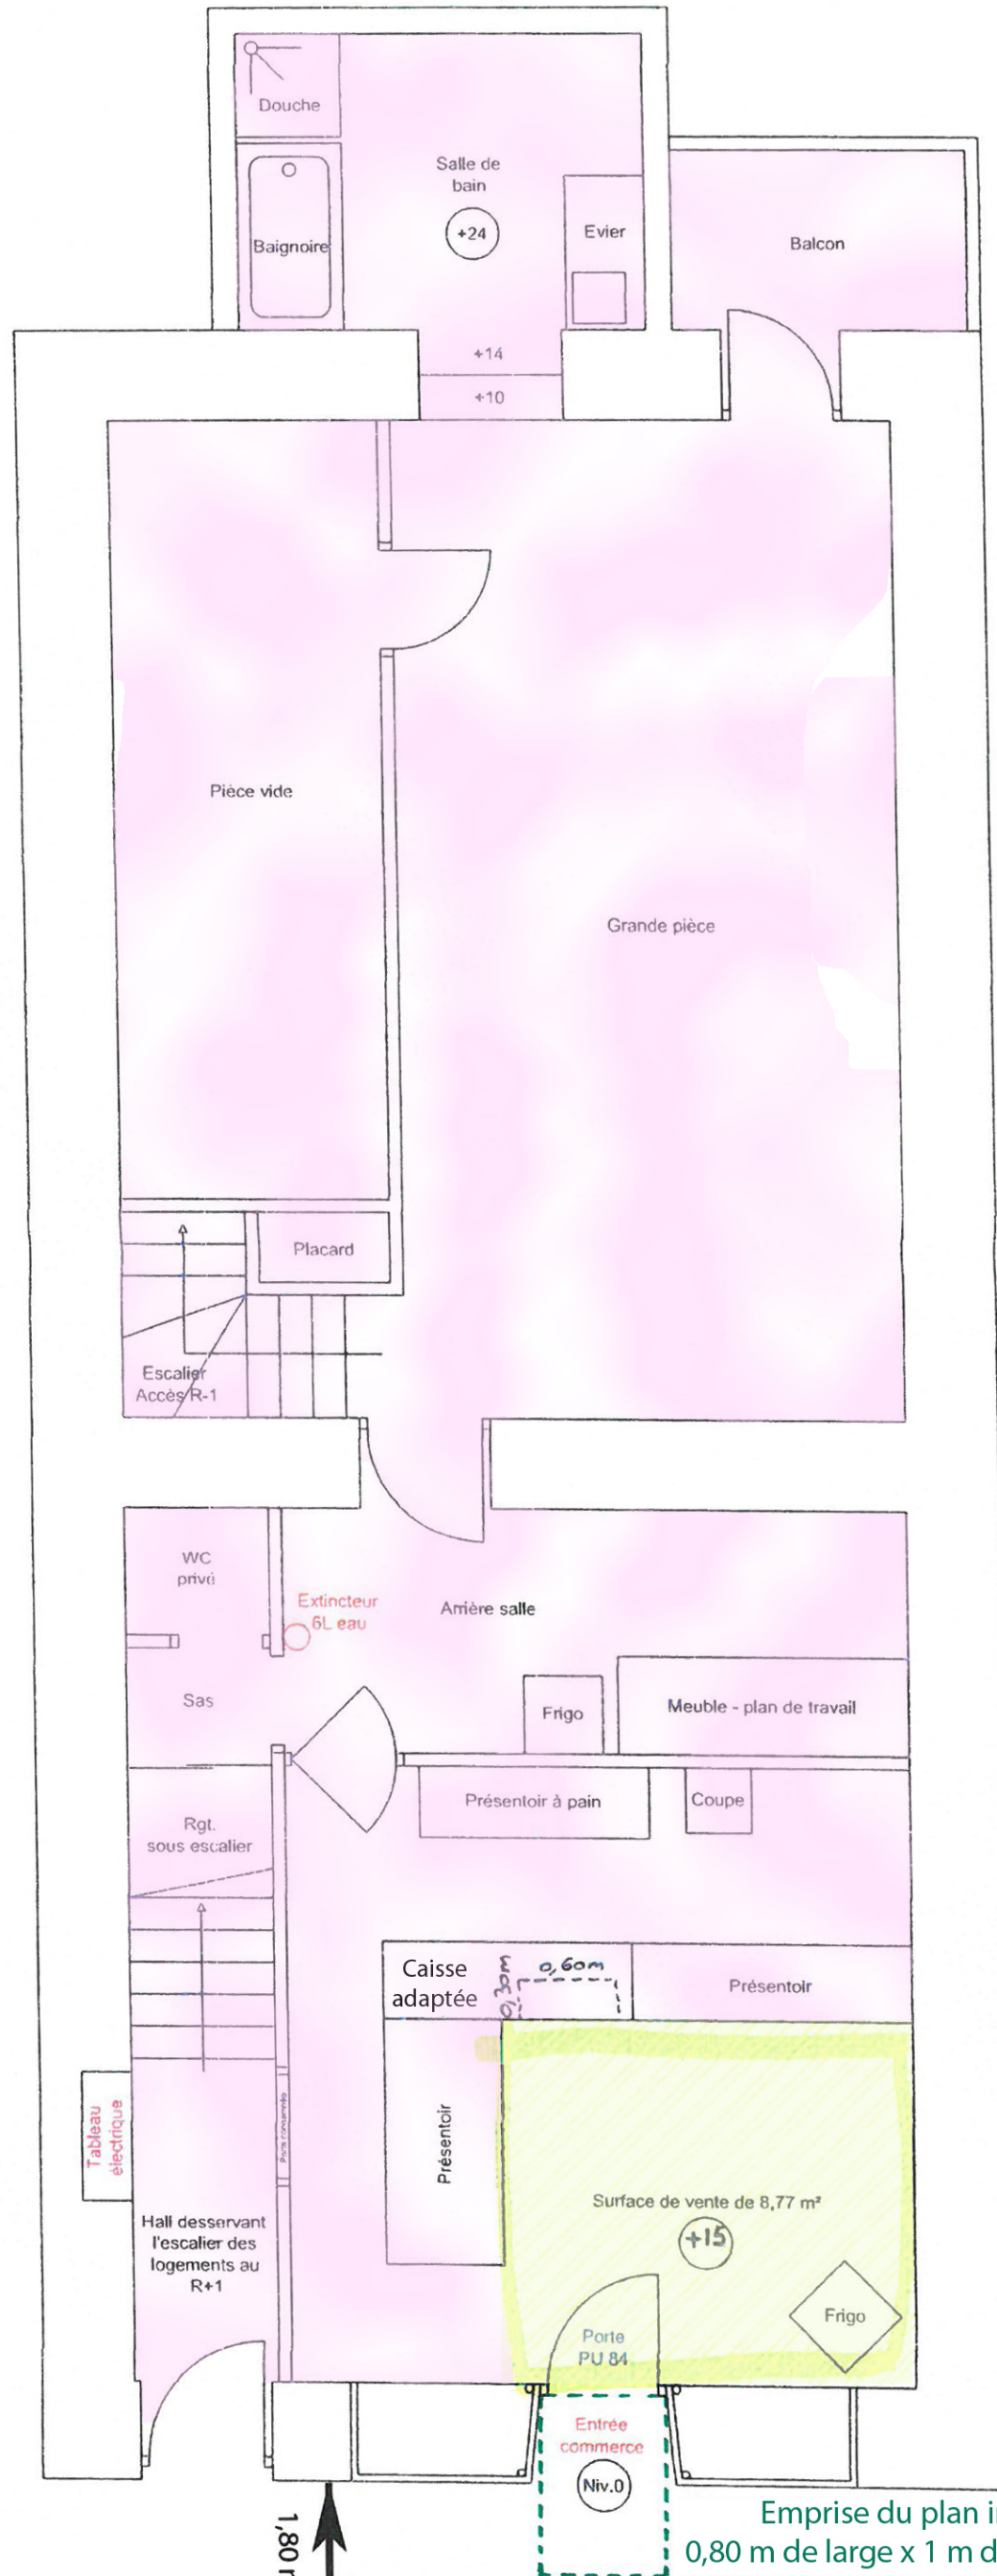 Douche
Salle de
bain
+24
Baignoire
Evier
Balcon
+14
+10
Pièce vide
Grande pièce
Placard
Escalier
Accès R-1
WC
privé
Extincteur
6L eau
Arrière salle
Sas
Frigo
Meuble - plan de travail
Présentoir à pain
Coupe
Rgt.
sous escalier
Caisse
adaptée
0,30m
0,60m
Présentoir
Tableau
électrique
Porte condamnée
Présentoir
Hall desservant
l'escalier des
logements au
R+1
Surface de vente de 8,77 m²
+15
Frigo
Porte
PU 84
Entrée
commerce
Niv.0
1,80
Emprise du plan
0,80 m de large x 1 m